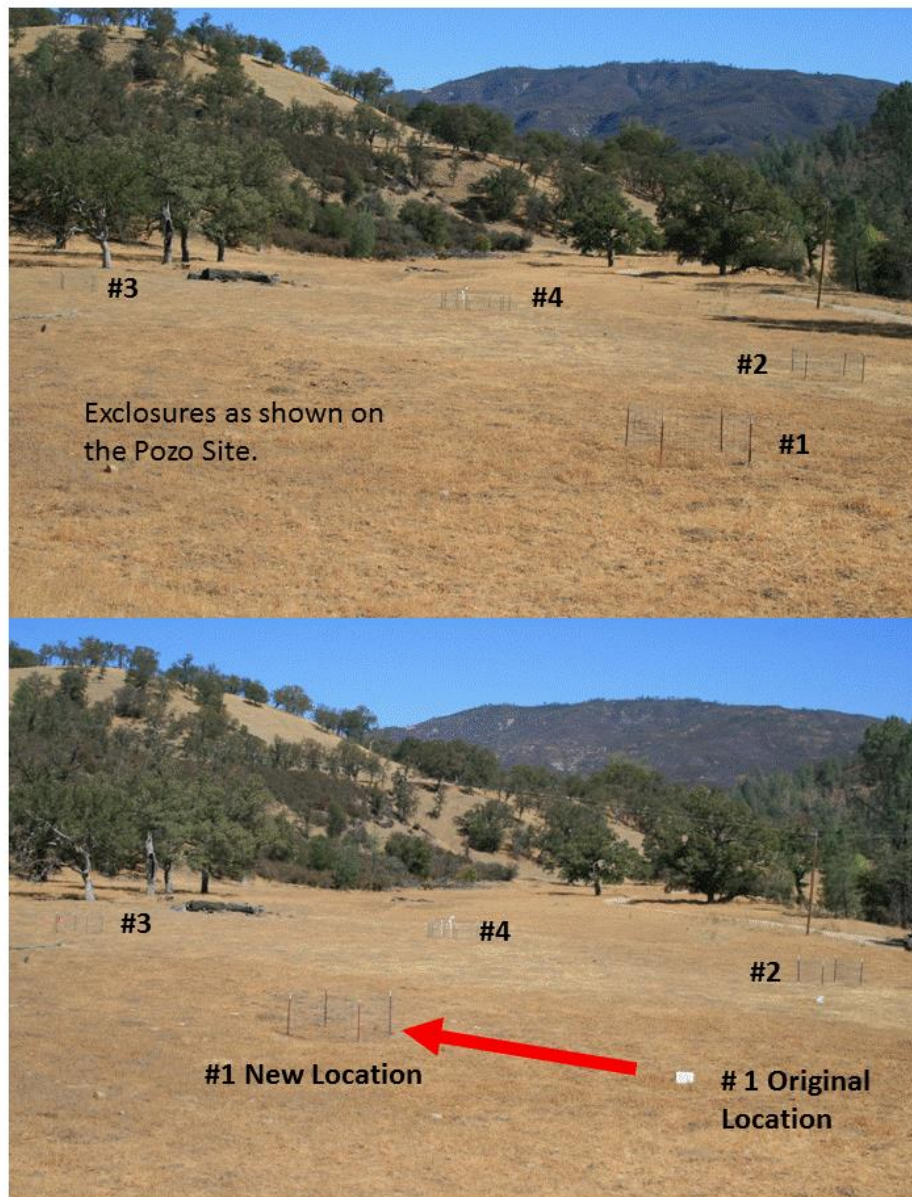 #3
#4
#2
Exclosures as shown on
the Pozo Site.
#1
#3
#4
#2
#1 New Location
# 1 Original
Location